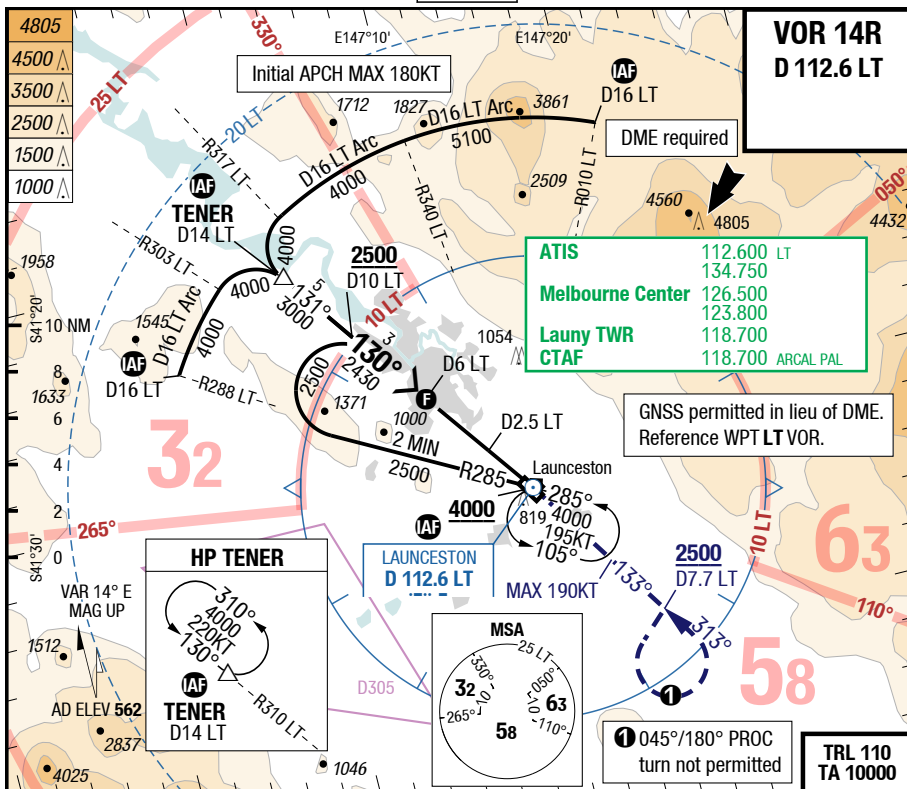 4805
4500
3500
2500
1500
1000
25 LT
330°
E147°10'
E147°20'
VOR 14R
D 112.6 LT
Initial APCH MAX 180KT
IAF
D16 LT
1712
1827
3861
D16 LT Arc
5100
DME required
20 LT
R317 LT
D16 LT Arc
4000
R340 LT
2509
R010 LT
4560
4805
050°
4432
IAF
TENER
D14 LT
4000
2500
D10 LT
ATIS 112.600 LT
134.750
Melbourne Center 126.500
123.800
Launy TWR 118.700
CTAF 118.700 ARCAL PAL
R303 LT
4000
1958
S41°20'
10 NM
8
6
4
2
0
S41°30'
1545
D16 LT Arc
4000
IAF
D16 LT
R288 LT
1633
5
131°
3000
10 LT
3
130°
2430
2500
1054
D6 LT
F
1371
1000
D2.5 LT
2 MIN
2500
R285
GNSS permitted in lieu of DME.
Reference WPT LT VOR.
32
Launceston
4000
IAF
819
285°
4000
195KT
105°
10 LT
63
265°
LAUNCESTON
D 112.6 LT
MAX 190KT
133°
2500
D7.7 LT
313°
110°
58
1
VAR 14° E
MAG UP
1512
AD ELEV 562
2837
4025
HP TENER
310°
4000
220KT
130°
IAF
TENER
D14 LT
R310 LT
1046
D305
MSA
25 LT
330°
050°
32
10
63
10
265°
110°
58
1 045°/180° PROC
turn not permitted
TRL 110
TA 10000